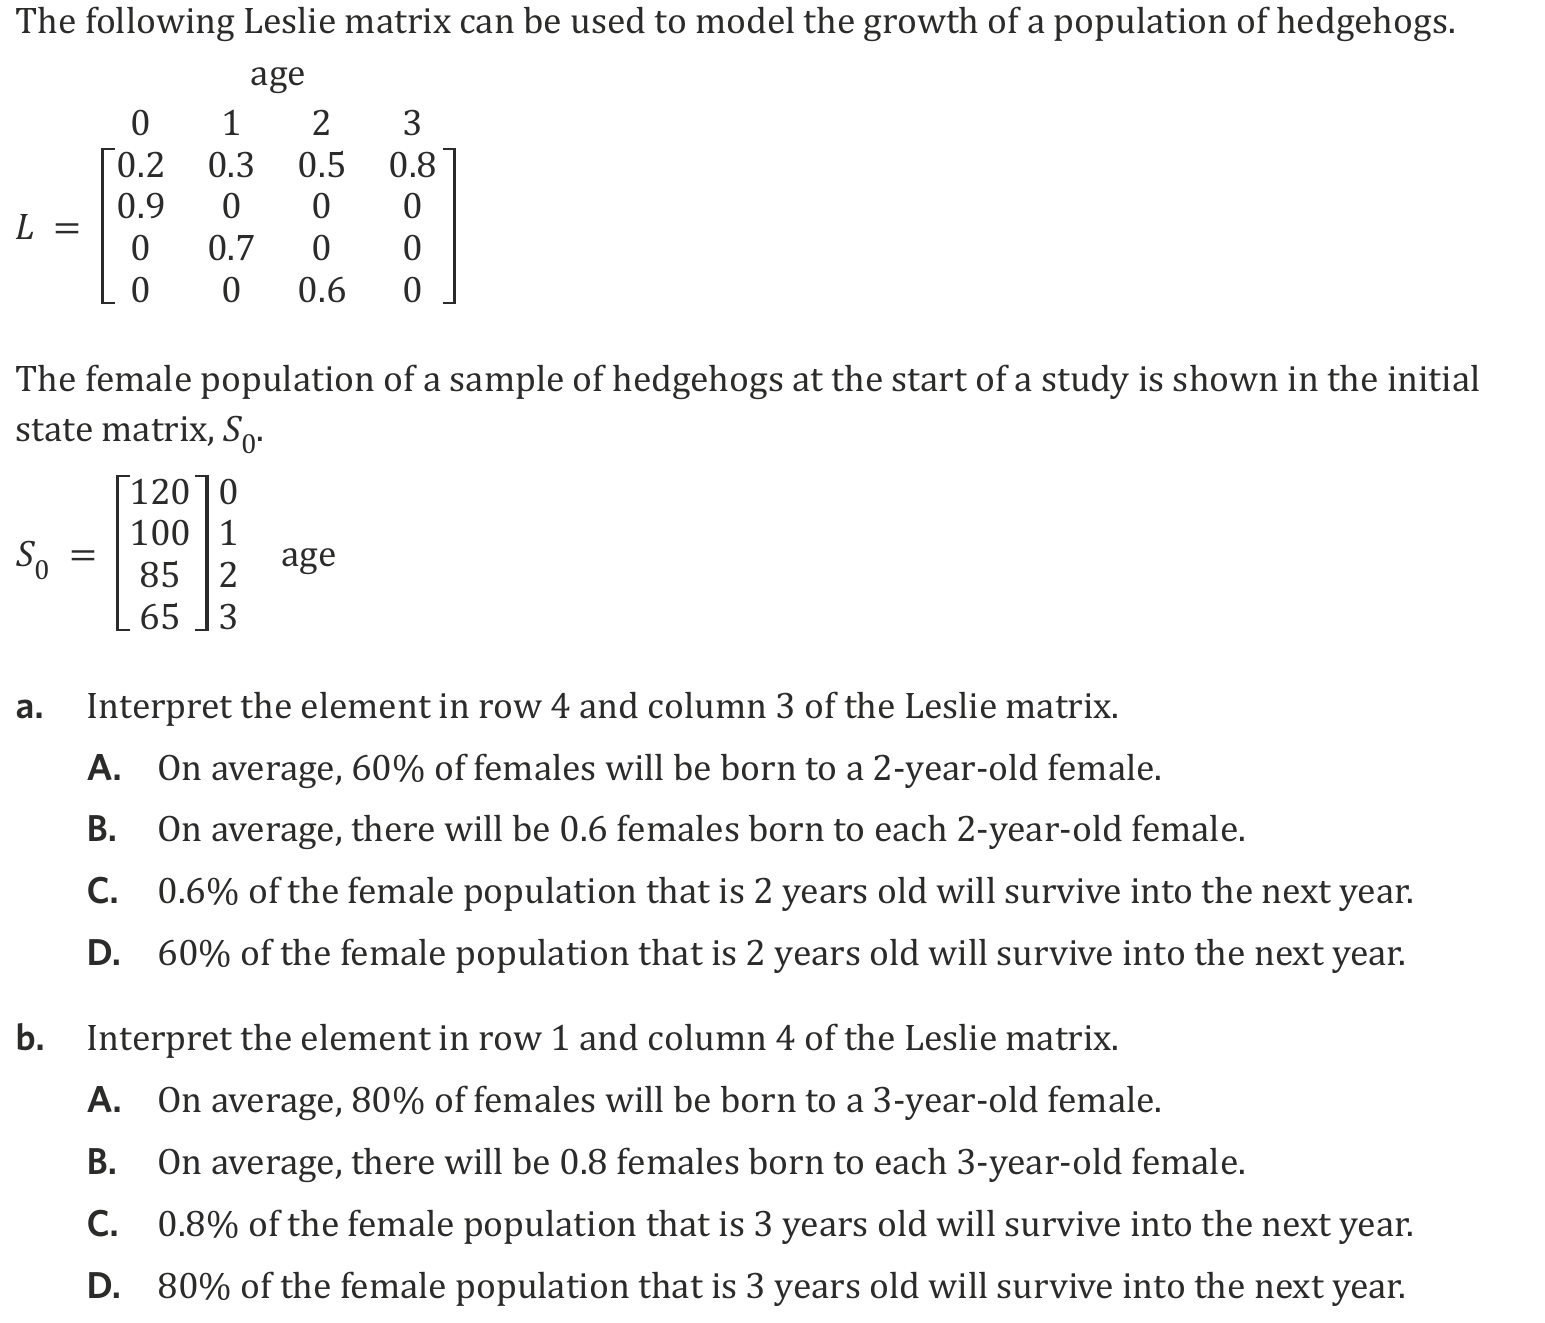 The following Leslie matrix can be used to model the growth of a population of hedgehogs.
age
0 1 2 3
0.2 0.3 0.5 0.8
0.9 0 0 0
L =
0 0.7 0 0
0 0 0.6 0
The female population of a sample of hedgehogs at the start of a study is shown in the initial
state matrix, S₀.
120 0
100 1
S₀ = age
85 2
65 3
a. Interpret the element in row 4 and column 3 of the Leslie matrix.
A. On average, 60% of females will be born to a 2-year-old female.
B. On average, there will be 0.6 females born to each 2-year-old female.
C. 0.6% of the female population that is 2 years old will survive into the next year.
D. 60% of the female population that is 2 years old will survive into the next year.
b. Interpret the element in row 1 and column 4 of the Leslie matrix.
A. On average, 80% of females will be born to a 3-year-old female.
B. On average, there will be 0.8 females born to each 3-year-old female.
C. 0.8% of the female population that is 3 years old will survive into the next year.
D. 80% of the female population that is 3 years old will survive into the next year.